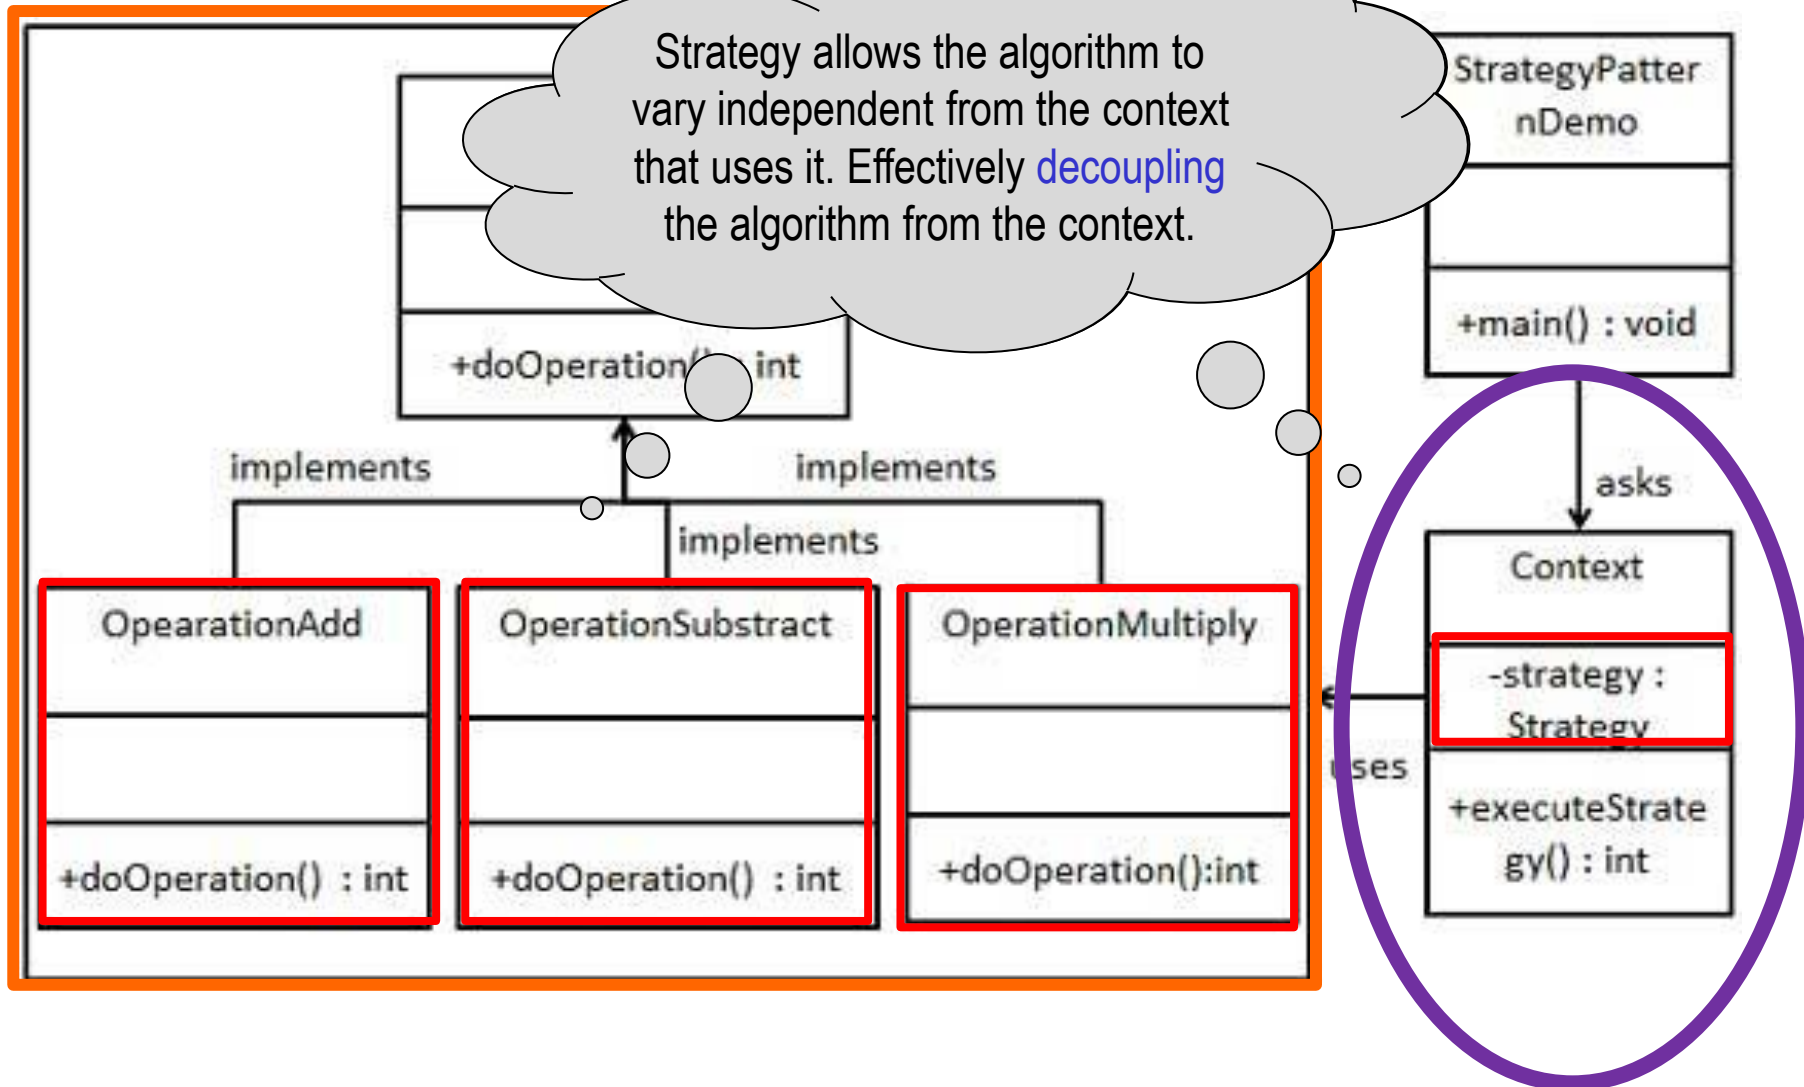 Strategy allows the algorithm to
vary independent from the context
that uses it. Effectively decoupling
the algorithm from the context.
StrategyPatter
nDemo
+main() : void
+doOperation() : int
implements
implements
implements
asks
OpearationAdd
+doOperation() : int
OperationSubstract
+doOperation() : int
OperationMultiply
+doOperation():int
uses
Context
-strategy :
Strategy
+executeStrate
gy() : int